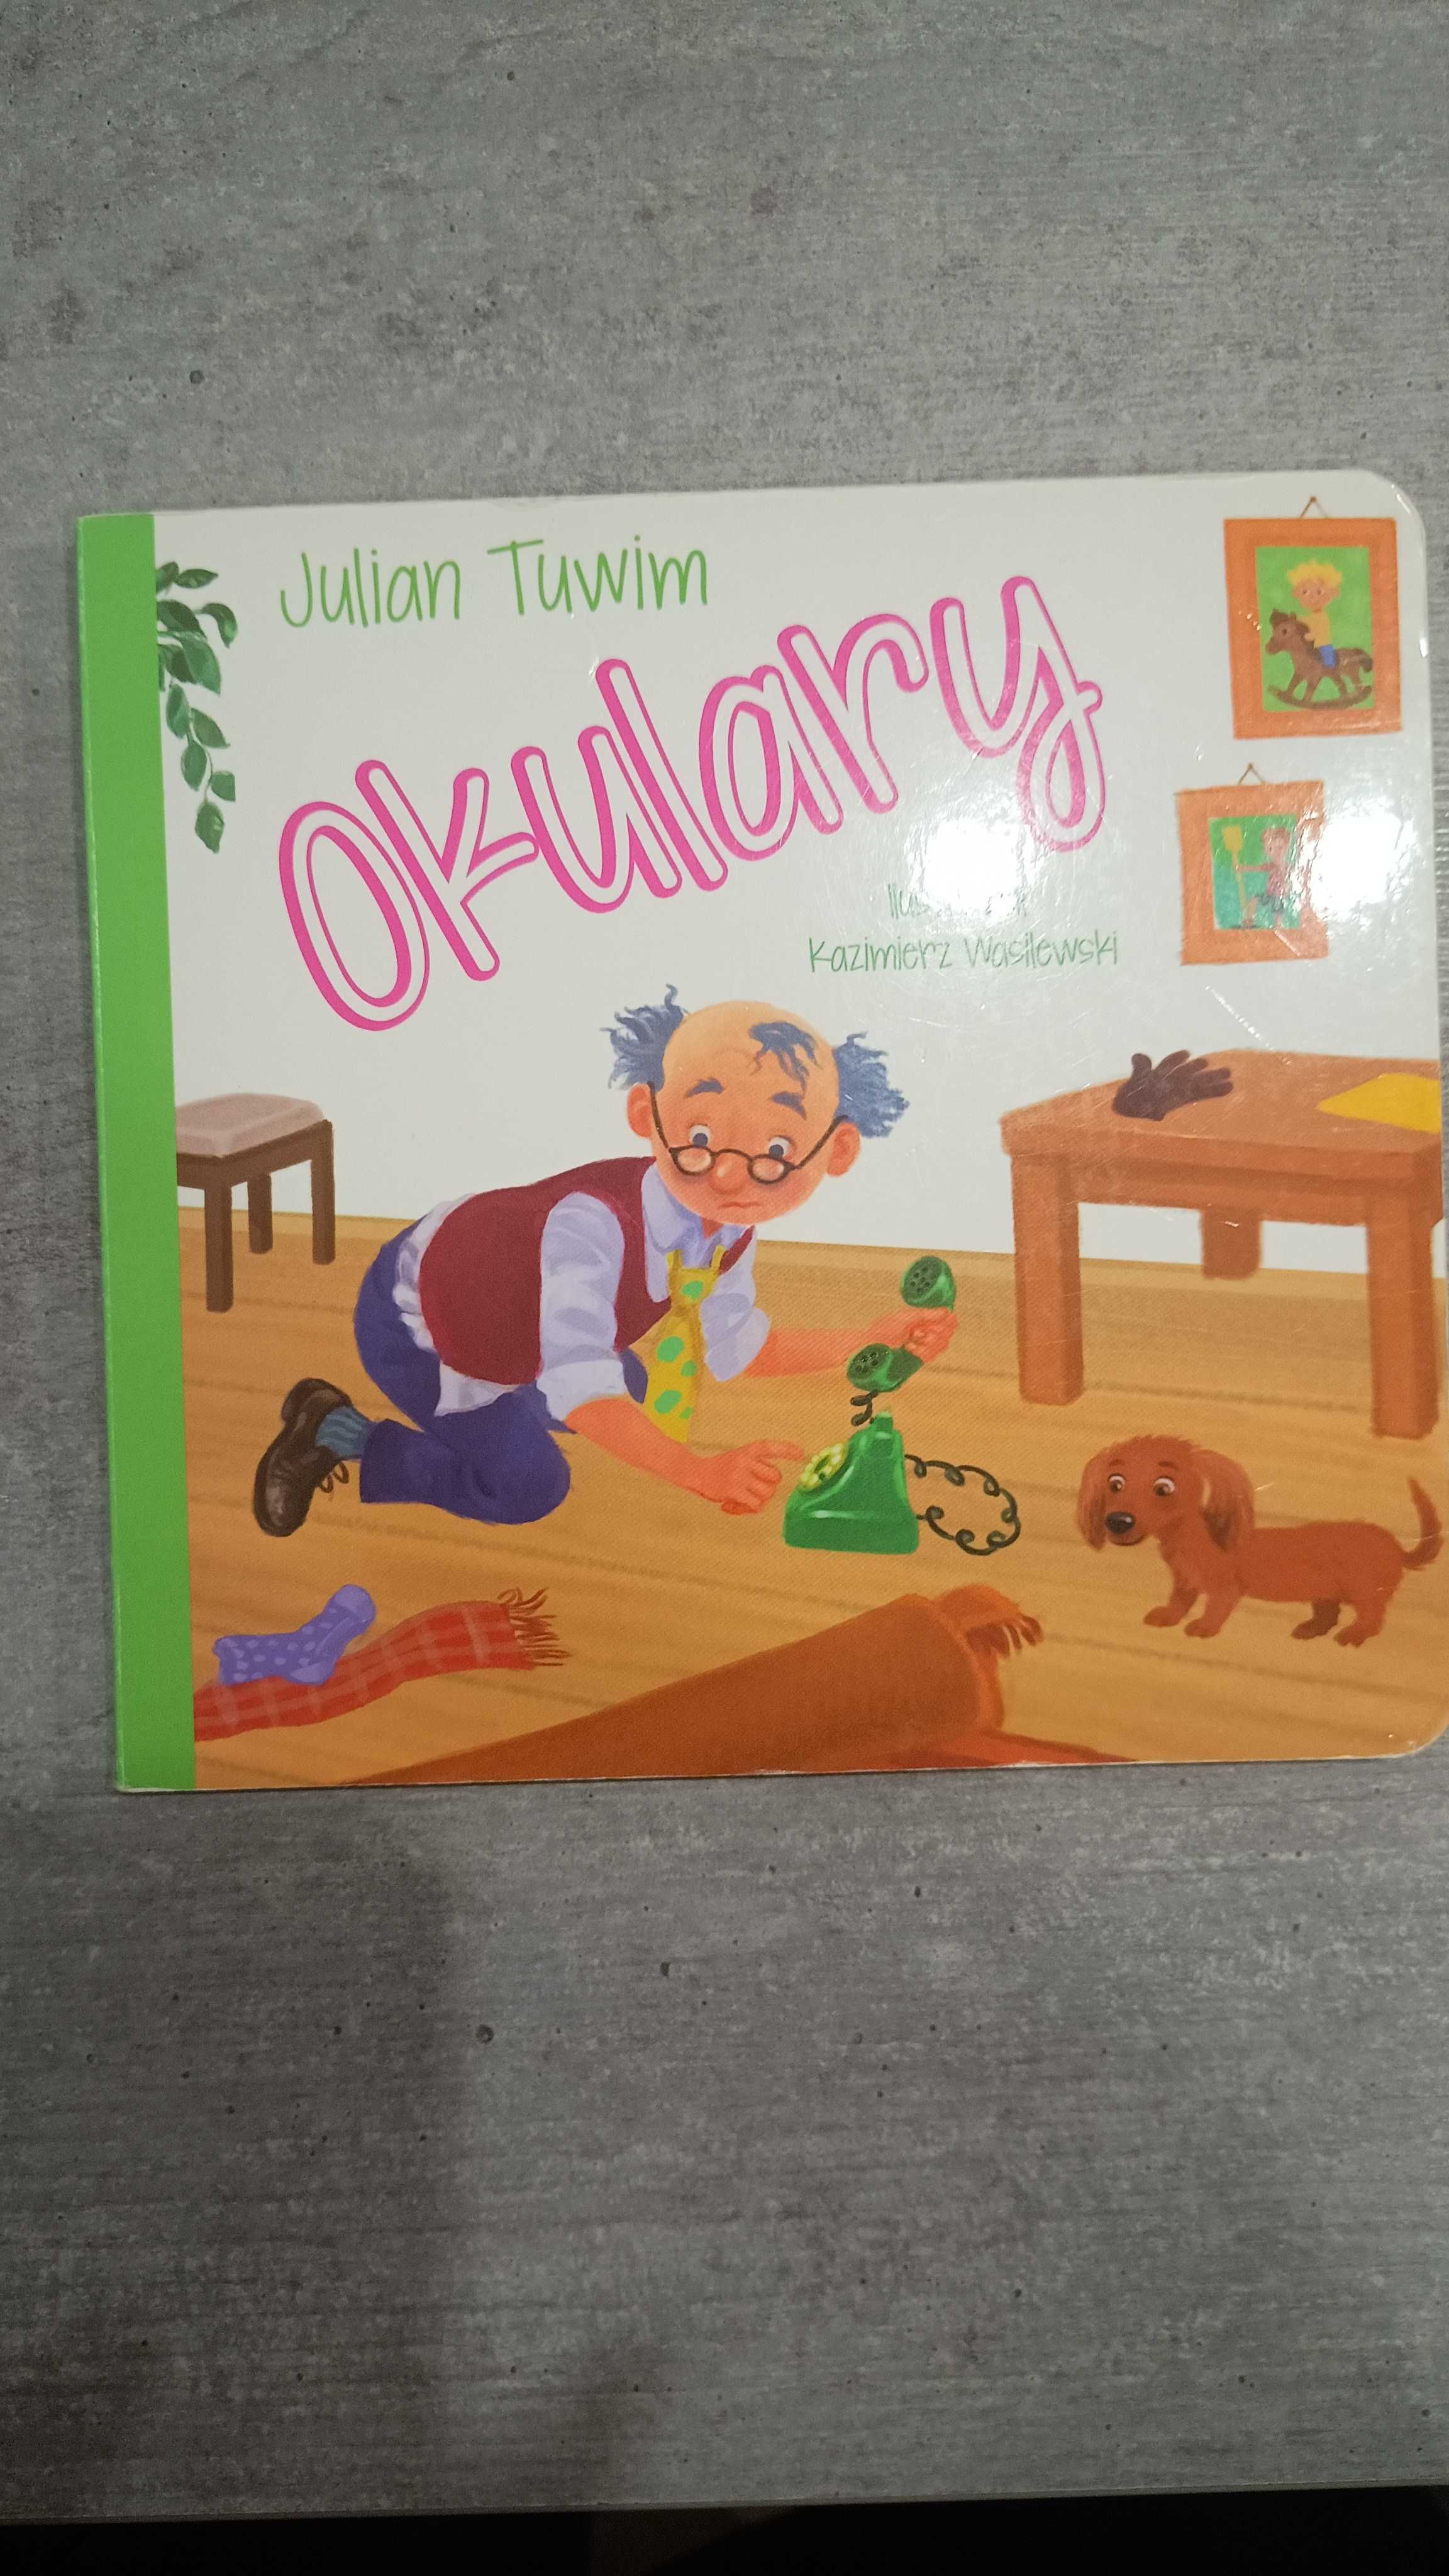 Julian Tuwim
Okulary
Kazimierz Wasilewski